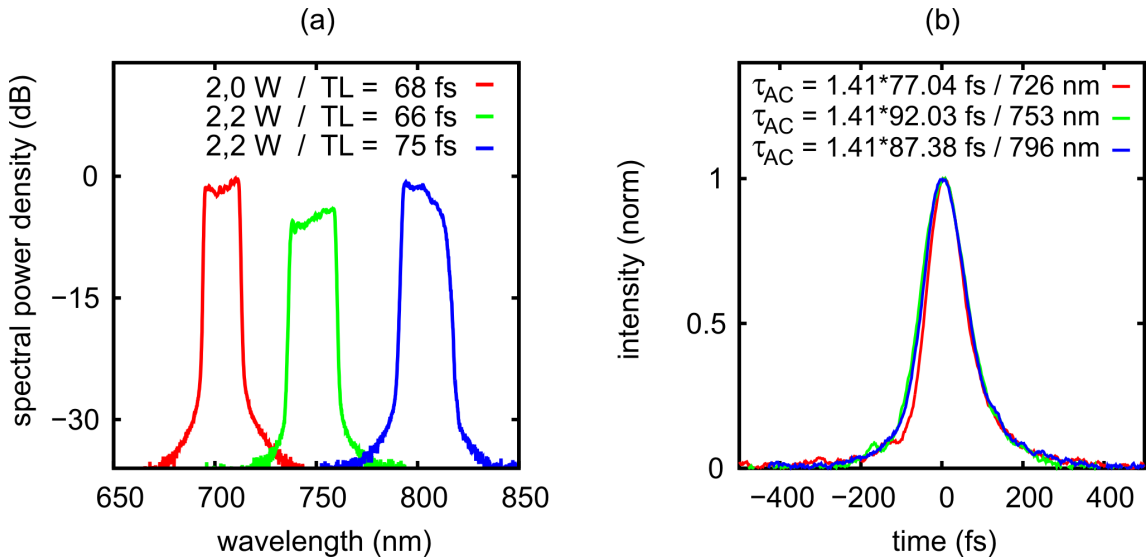 (a)
2,0 W / TL = 68 fs
2,2 W / TL = 66 fs
2,2 W / TL = 75 fs
spectral power density (dB)
0
−15
−30
650 700 750 800 850
wavelength (nm)
(b)
τAC = 1.41*77.04 fs / 726 nm
τAC = 1.41*92.03 fs / 753 nm
τAC = 1.41*87.38 fs / 796 nm
intensity (norm)
1
0.5
0
−400 −200 0 200 400
time (fs)